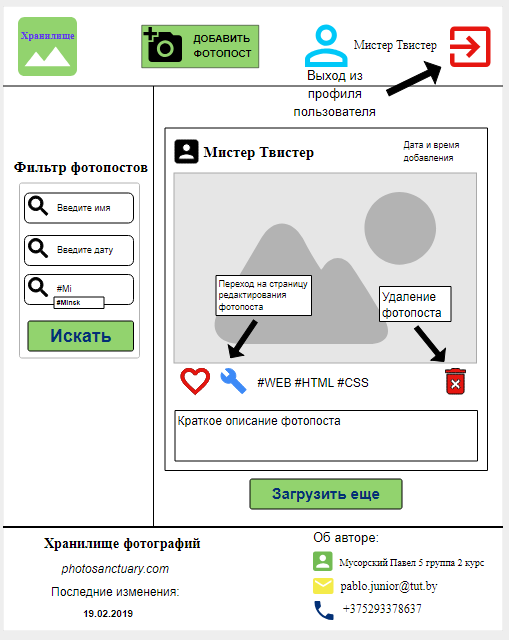 Хранилище
ДОБАВИТЬ
ФОТОПОСТ
Мистер Твистер
Выход из
профиля
пользователя
Фильтр фотопостов
Введите имя
Введите дату
#Mi
#Minsk
Искать
Мистер Твистер
Дата и время
добавления
Переход на страницу
редактирования
фотопоста
Удаление
фотопоста
#WEB #HTML #CSS
Краткое описание фотопоста
Загрузить еще
Хранилище фотографий
photosanctuary.com
Последние изменения:
19.02.2019
Об авторе:
Мусорский Павел 5 группа 2 курс
pablo.junior@tut.by
+375293378637